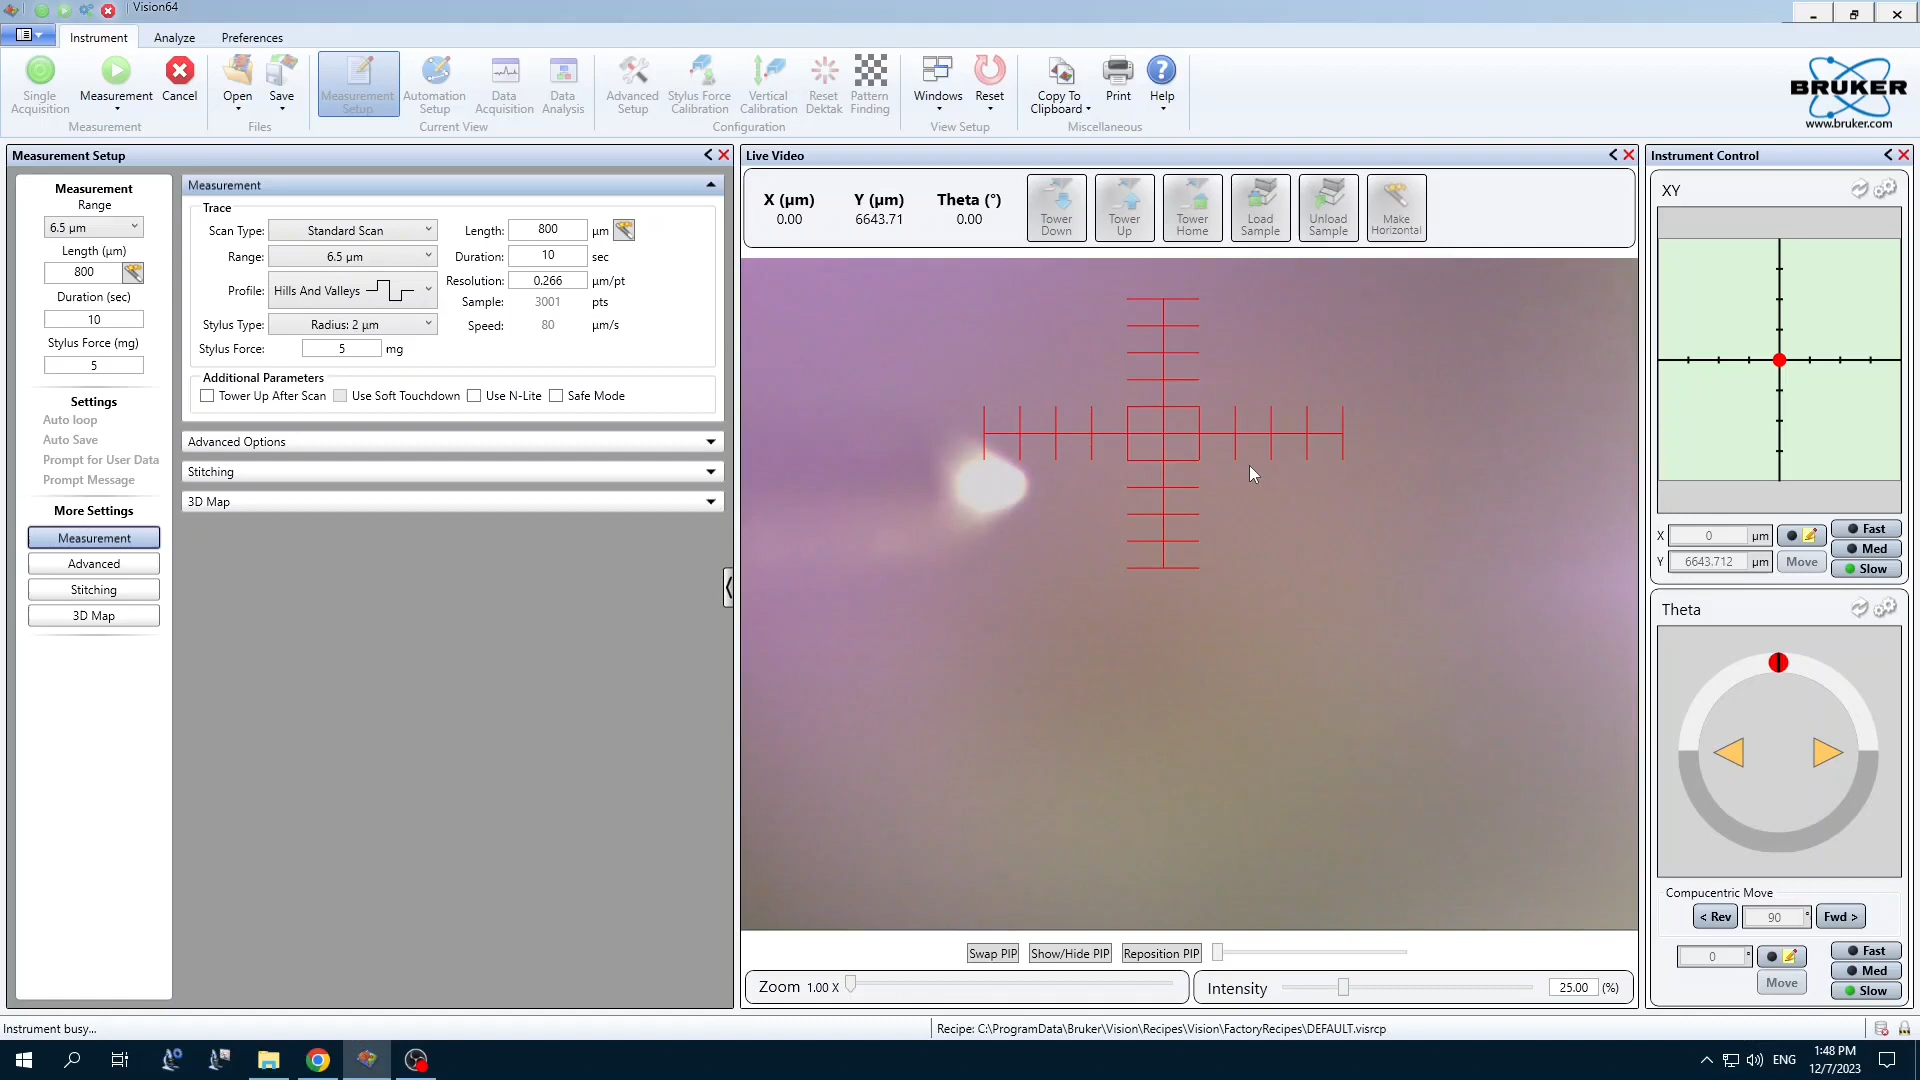 Vision64
Instrument Analyze Preferences
Single Acquisition Measurement Cancel Open Save Measurement Setup Automation Setup Data Acquisition Data Analysis Advanced Setup Stylus Force Calibration Vertical Calibration Reset Dektak Pattern Finding Windows Reset Copy To Clipboard Print Help
Measurement Files Current View Configuration View Setup Miscellaneous
BRUKER
www.bruker.com
Measurement Setup
Measurement
Range
6.5 µm
Length (µm)
800
Duration (sec)
10
Stylus Force (mg)
5
Settings
Auto loop
Auto Save
Prompt for User Data
Prompt Message
More Settings
Measurement
Advanced
Stitching
3D Map
Measurement
Trace
Scan Type: Standard Scan Length: 800 µm
Range: 6.5 µm Duration: 10 sec
Profile: Hills And Valleys Resolution: 0.266 µm/pt
Sample: 3001 pts
Stylus Type: Radius: 2 µm Speed: 80 µm/s
Stylus Force: 5 mg
Additional Parameters
Tower Up After Scan Use Soft Touchdown Use N-Lite Safe Mode
Advanced Options
Stitching
3D Map
Live Video
X (µm) Y (µm) Theta (°)
0.00 6643.71 0.00
Tower Down Tower Up Tower Home Load Sample Unload Sample Make Horizontal
Swap PIP Show/Hide PIP Reposition PIP
Zoom 1.00 X Intensity 25.00 (%)
Instrument Control
XY
X 0 µm Fast
Med
Y 6643.712 µm Move Slow
Theta
Compucentric Move
< Rev 90 ° Fwd >
0 ° Fast
Med
Move Slow
Instrument busy... Recipe: C:\ProgramData\Bruker\Vision\Recipes\Vision\FactoryRecipes\DEFAULT.visrcp
ENG 1:48 PM
12/7/2023